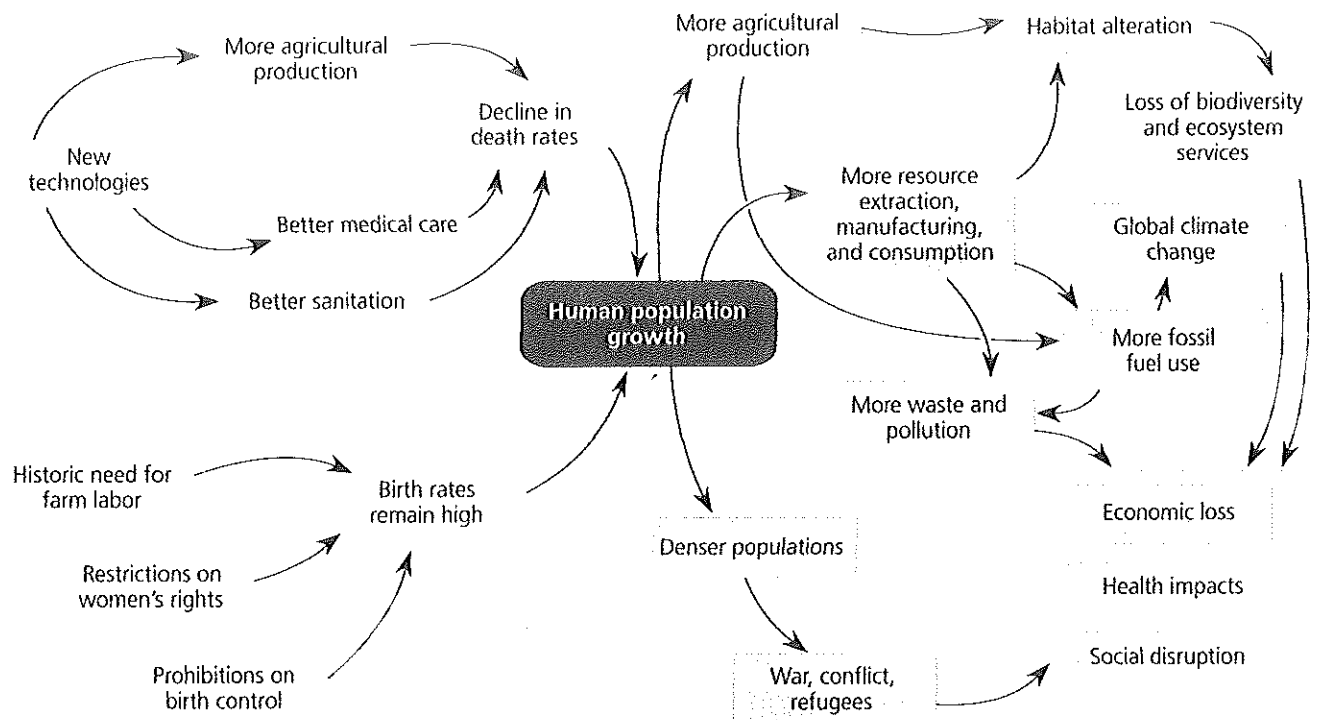 More agricultural
production
Decline in
death rates
New
technologies
Better medical care
Better sanitation
Human population
growth
Historic need for
farm labor
Birth rates
remain high
Restrictions on
women's rights
Prohibitions on
birth control
More agricultural
production
Habitat alteration
Loss of biodiversity
and ecosystem
services
More resource
extraction,
manufacturing,
and consumption
Global climate
change
More fossil
fuel use
More waste and
pollution
Denser populations
War, conflict,
refugees
Economic loss
Health impacts
Social disruption